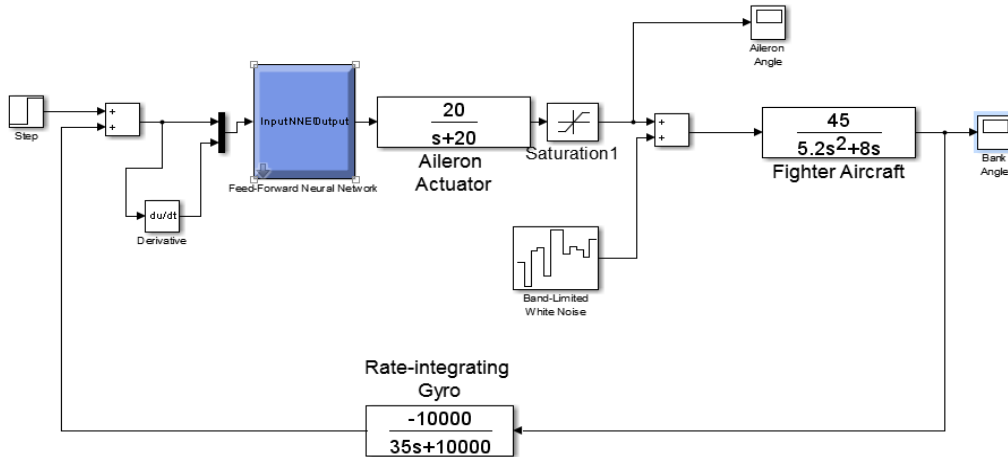 Aileron
Angle
Step
+
+
InputNNETOutput
20
s+20
+
+
45
5.2s²+8s
Bank
Angle
Saturation1
Aileron
Actuator
Fighter Aircraft
Feed-Forward Neural Network
du/dt
Derivative
Band-Limited
White Noise
Rate-integrating
Gyro
-10000
35s+10000